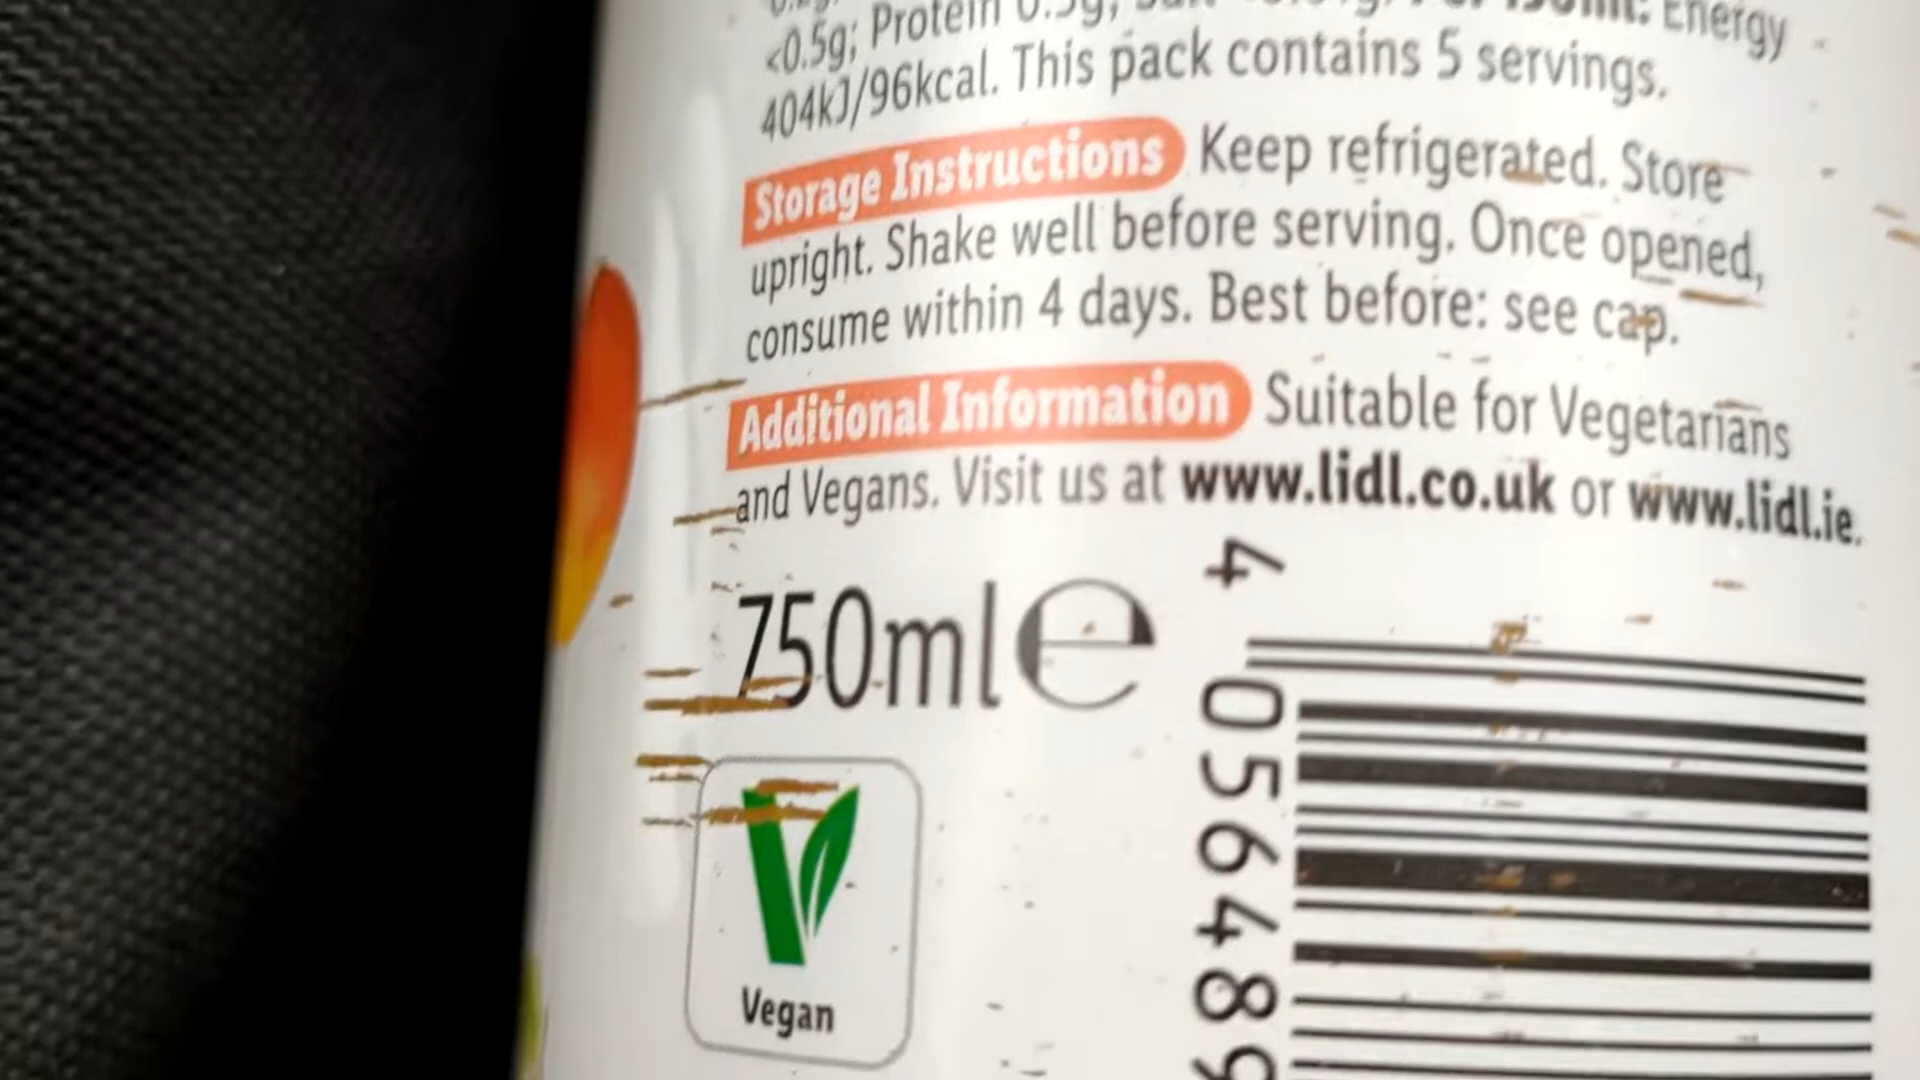 <0.5g; Protein 0.5g; Energy
404kJ/96kcal. This pack contains 5 servings.
Storage Instructions Keep refrigerated. Store
upright. Shake well before serving. Once opened,
consume within 4 days. Best before: see cap.
Additional Information Suitable for Vegetarians
and Vegans. Visit us at www.lidl.co.uk or www.lidl.ie.
750ml e
Vegan
4 056489